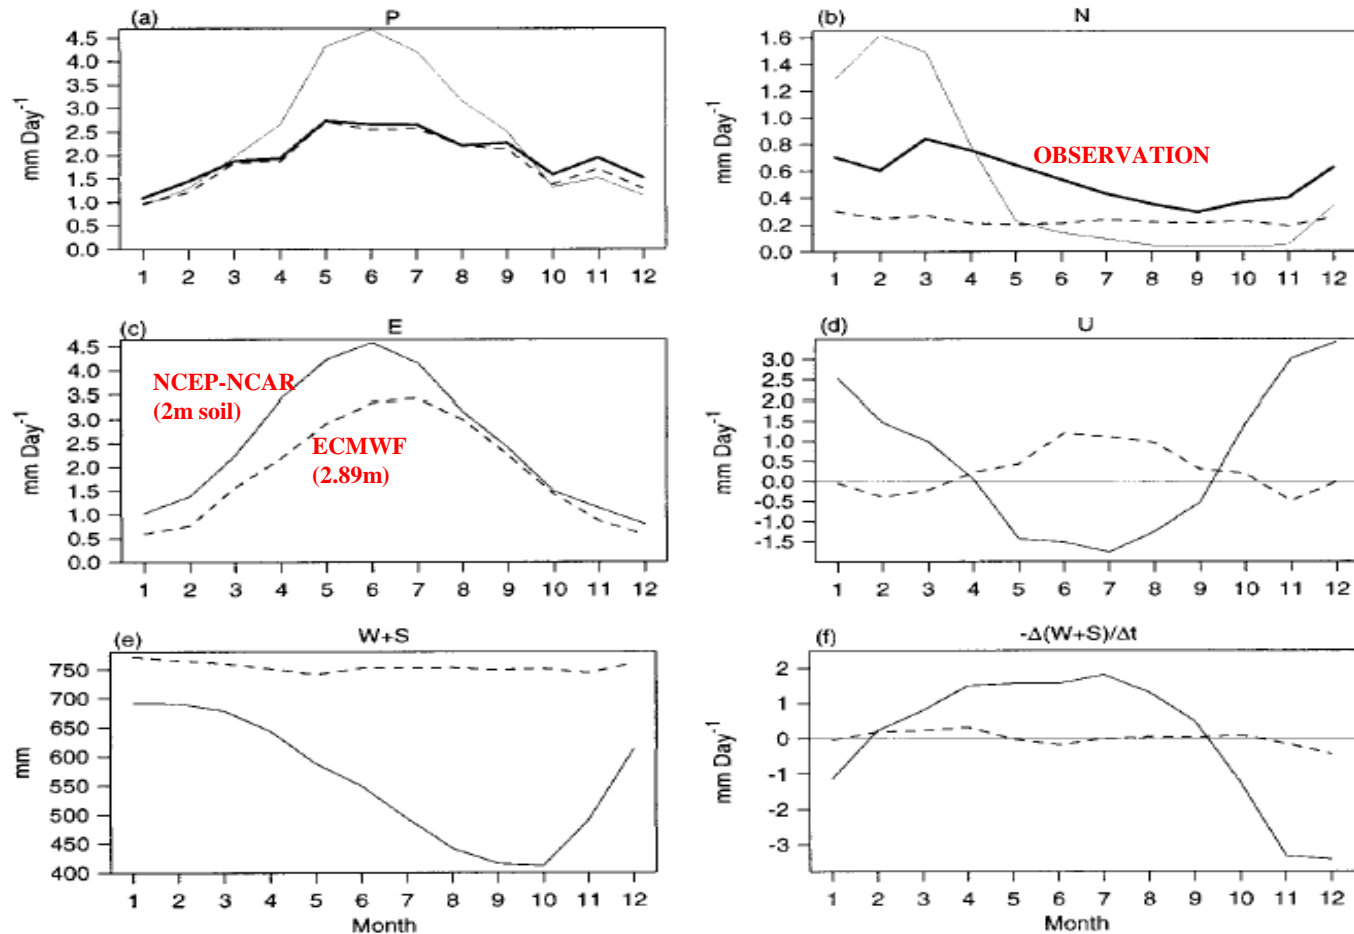 (a) P
4.5
4.0
3.5
3.0
2.5
2.0
1.5
1.0
0.5
0.0
mm Day-1
1 2 3 4 5 6 7 8 9 10 11 12
(b) N
1.6
1.4
1.2
1.0
0.8
0.6
0.4
0.2
0.0
mm Day-1
OBSERVATION
1 2 3 4 5 6 7 8 9 10 11 12
(c) E
4.5
4.0
3.5
3.0
2.5
2.0
1.5
1.0
0.5
0.0
mm Day-1
NCEP-NCAR
(2m soil)
ECMWF
(2.89m)
1 2 3 4 5 6 7 8 9 10 11 12
(d) U
3.0
2.5
2.0
1.5
1.0
0.5
-0.5
-1.0
-1.5
mm Day-1
1 2 3 4 5 6 7 8 9 10 11 12
(e) W+S
750
700
650
600
550
500
450
400
mm
1 2 3 4 5 6 7 8 9 10 11 12
Month
(f) -Δ(W+S)/Δt
2
1
0
-1
-2
-3
mm Day-1
1 2 3 4 5 6 7 8 9 10 11 12
Month